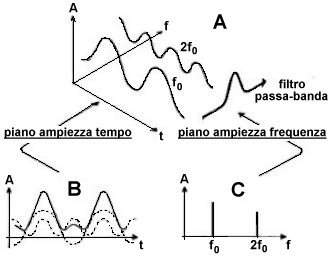 A
f
A
2f₀
f₀
filtro
passa-banda
piano ampiezza tempo
t
piano ampiezza frequenza
A
B
t
A
C
f₀
2f₀
f